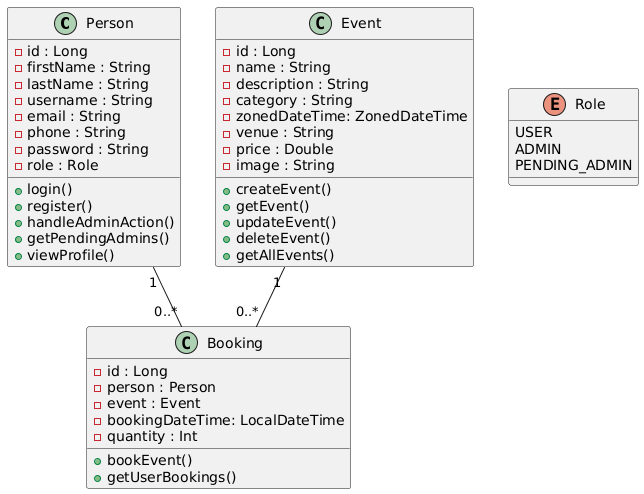 C Person
id : Long
firstName : String
lastName : String
username : String
email : String
phone : String
password : String
role : Role
login()
register()
handleAdminAction()
getPendingAdmins()
viewProfile()
C Event
id : Long
name : String
description : String
category : String
zonedDateTime: ZonedDateTime
venue : String
price : Double
image : String
createEvent()
getEvent()
updateEvent()
deleteEvent()
getAllEvents()
E Role
USER
ADMIN
PENDING_ADMIN
1
0..*
1
0..*
C Booking
id : Long
person : Person
event : Event
bookingDateTime: LocalDateTime
quantity : Int
bookEvent()
getUserBookings()